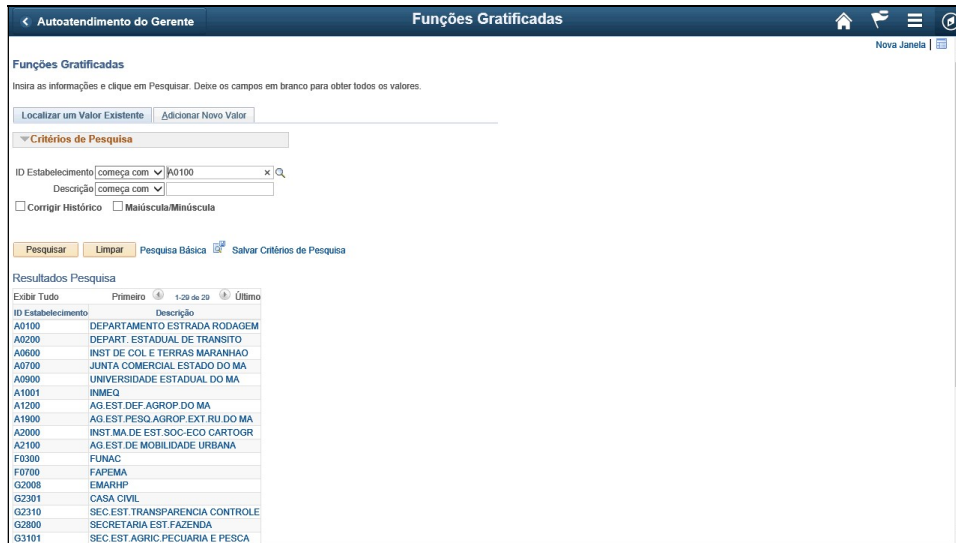 Autoatendimento do Gerente
Funções Gratificadas
Nova Janela
Funções Gratificadas
Insira as informações e clique em Pesquisar. Deixe os campos em branco para obter todos os valores.
Localizar um Valor Existente Adicionar Novo Valor
Critérios de Pesquisa
ID Estabelecimento começa com A0100
Descrição começa com
Corrigir Histórico Maiúscula/Minúscula
Pesquisar Limpar Pesquisa Básica Salvar Critérios de Pesquisa
Resultados Pesquisa
Exibir Tudo Primeiro 1-29 de 29 Último
ID Estabelecimento Descrição
A0100 DEPARTAMENTO ESTRADA RODAGEM
A0200 DEPART. ESTADUAL DE TRANSITO
A0600 INST DE COL E TERRAS MARANHAO
A0700 JUNTA COMERCIAL ESTADO DO MA
A0900 UNIVERSIDADE ESTADUAL DO MA
A1001 INMEQ
A1200 AG.EST.DEF.AGROP.DO MA
A1900 AG.EST.PESQ.AGROP.EXT.RU.DO MA
A2000 INST.MA.DE EST.SOC-ECO CARTOGR
A2100 AG.EST.DE MOBILIDADE URBANA
F0300 FUNAC
F0700 FAPEMA
G2008 EMARHP
G2301 CASA CIVIL
G2310 SEC.EST.TRANSPARENCIA CONTROLE
G2800 SECRETARIA EST.FAZENDA
G3101 SEC.EST.AGRIC.PECUARIA E PESCA